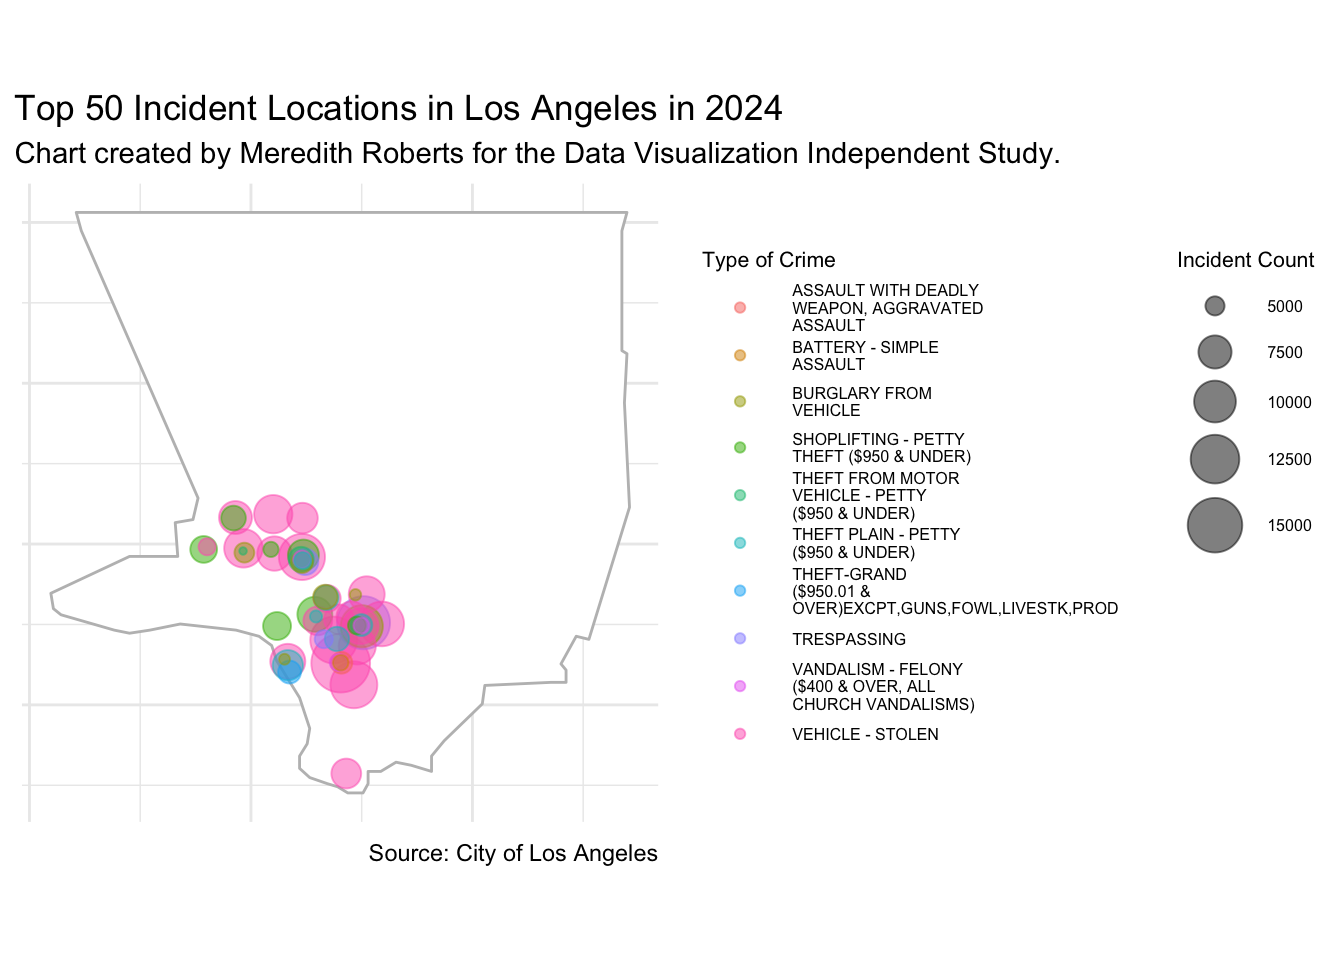 Top 50 Incident Locations in Los Angeles in 2024
Chart created by Meredith Roberts for the Data Visualization Independent Study.
Type of Crime
ASSAULT WITH DEADLY
WEAPON, AGGRAVATED
ASSAULT
BATTERY - SIMPLE
ASSAULT
BURGLARY FROM
VEHICLE
SHOPLIFTING - PETTY
THEFT ($950 & UNDER)
THEFT FROM MOTOR
VEHICLE - PETTY
($950 & UNDER)
THEFT PLAIN - PETTY
($950 & UNDER)
THEFT-GRAND
($950.01 &
OVER)EXCPT,GUNS,FOWL,LIVESTK,PROD
TRESPASSING
VANDALISM - FELONY
($400 & OVER, ALL
CHURCH VANDALISMS)
VEHICLE - STOLEN
Incident Count
5000
7500
10000
12500
15000
Source: City of Los Angeles